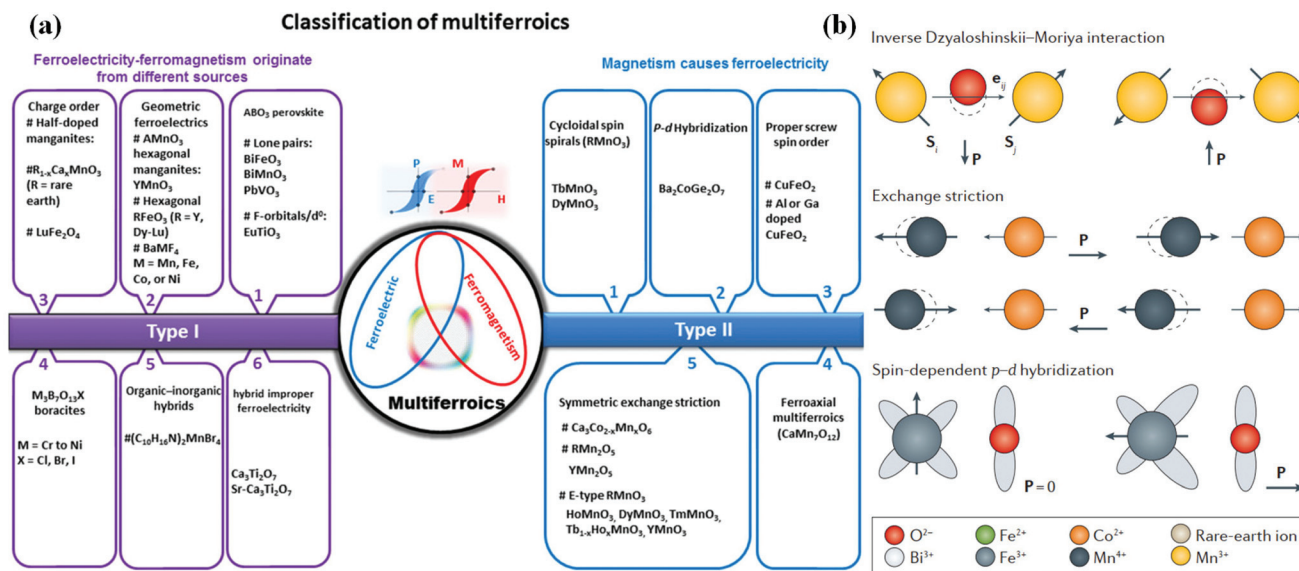 (a)
Classification of multiferroics
Ferroelectricity-ferromagnetism originate
from different sources
Charge order
# Half-doped
manganites:
#R₁₋ₓCaₓMnO₃
(R = rare
earth)
# LuFe₂O₄
3
Geometric
ferroelectrics
# AMnO₃
hexagonal
manganites:
YMnO₃
# Hexagonal
RFeO₃ (R = Y,
Dy-Lu)
# BaMF₄
M = Mn, Fe,
Co, or Ni
2
ABO₃ perovskite
# Lone pairs:
BiFeO₃
BiMnO₃
PbVO₃
# F-orbitals/d⁰:
EuTiO₃
1
Type I
4
M₃B₇O₁₃X
boracites
M = Cr to Ni
X = Cl, Br, I
5
Organic–inorganic
hybrids
#(C₁₀H₁₆N)₂MnBr₄
6
hybrid improper
ferroelectricity
Ca₃Ti₂O₇
Sr-Ca₃Ti₂O₇
P
E
M
H
Ferroelectric
Ferromagnetism
Multiferroics
Magnetism causes ferroelectricity
Cycloidal spin
spirals (RMnO₃)
TbMnO₃
DyMnO₃
1
P-d Hybridization
Ba₂CoGe₂O₇
2
Proper screw
spin order
# CuFeO₂
# Al or Ga
doped
CuFeO₂
3
Type II
5
Symmetric exchange striction
# Ca₃Co₂₋ₓMnₓO₆
# RMn₂O₅
YMn₂O₅
# E-type RMnO₃
HoMnO₃, DyMnO₃, TmMnO₃,
Tb₁₋ₓHoₓMnO₃, YMnO₃
4
Ferroaxial
multiferroics
(CaMn₇O₁₂)
(b)
Inverse Dzyaloshinskii–Moriya interaction
eᵢⱼ
Sᵢ
Sⱼ
P
P
Exchange striction
P
P
Spin-dependent p–d hybridization
P = 0
P
O²⁻
Fe²⁺
Co²⁺
Rare-earth ion
Bi³⁺
Fe³⁺
Mn⁴⁺
Mn³⁺